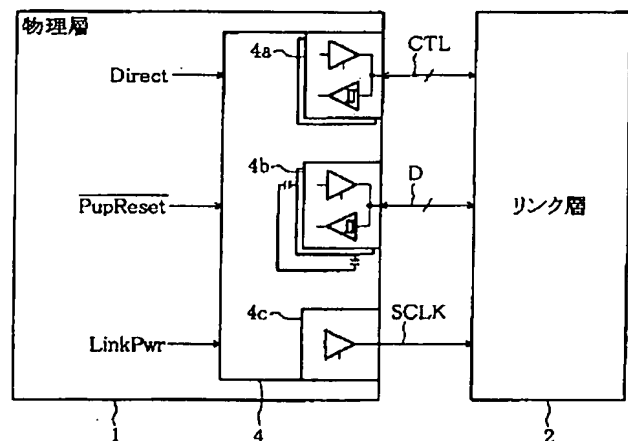 物理層
4a
CTL
Direct
4b
D
PupReset
リンク層
4c
SCLK
LinkPwr
1
4
2